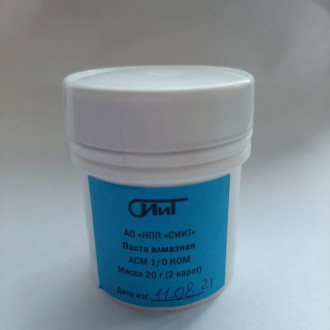 СИИТ
АО «НПП «СИИТ»
Паста алмазная
АСМ 1/0 НОМ
Масса 20 г (2 карат)
Дата изг. 11.08.21